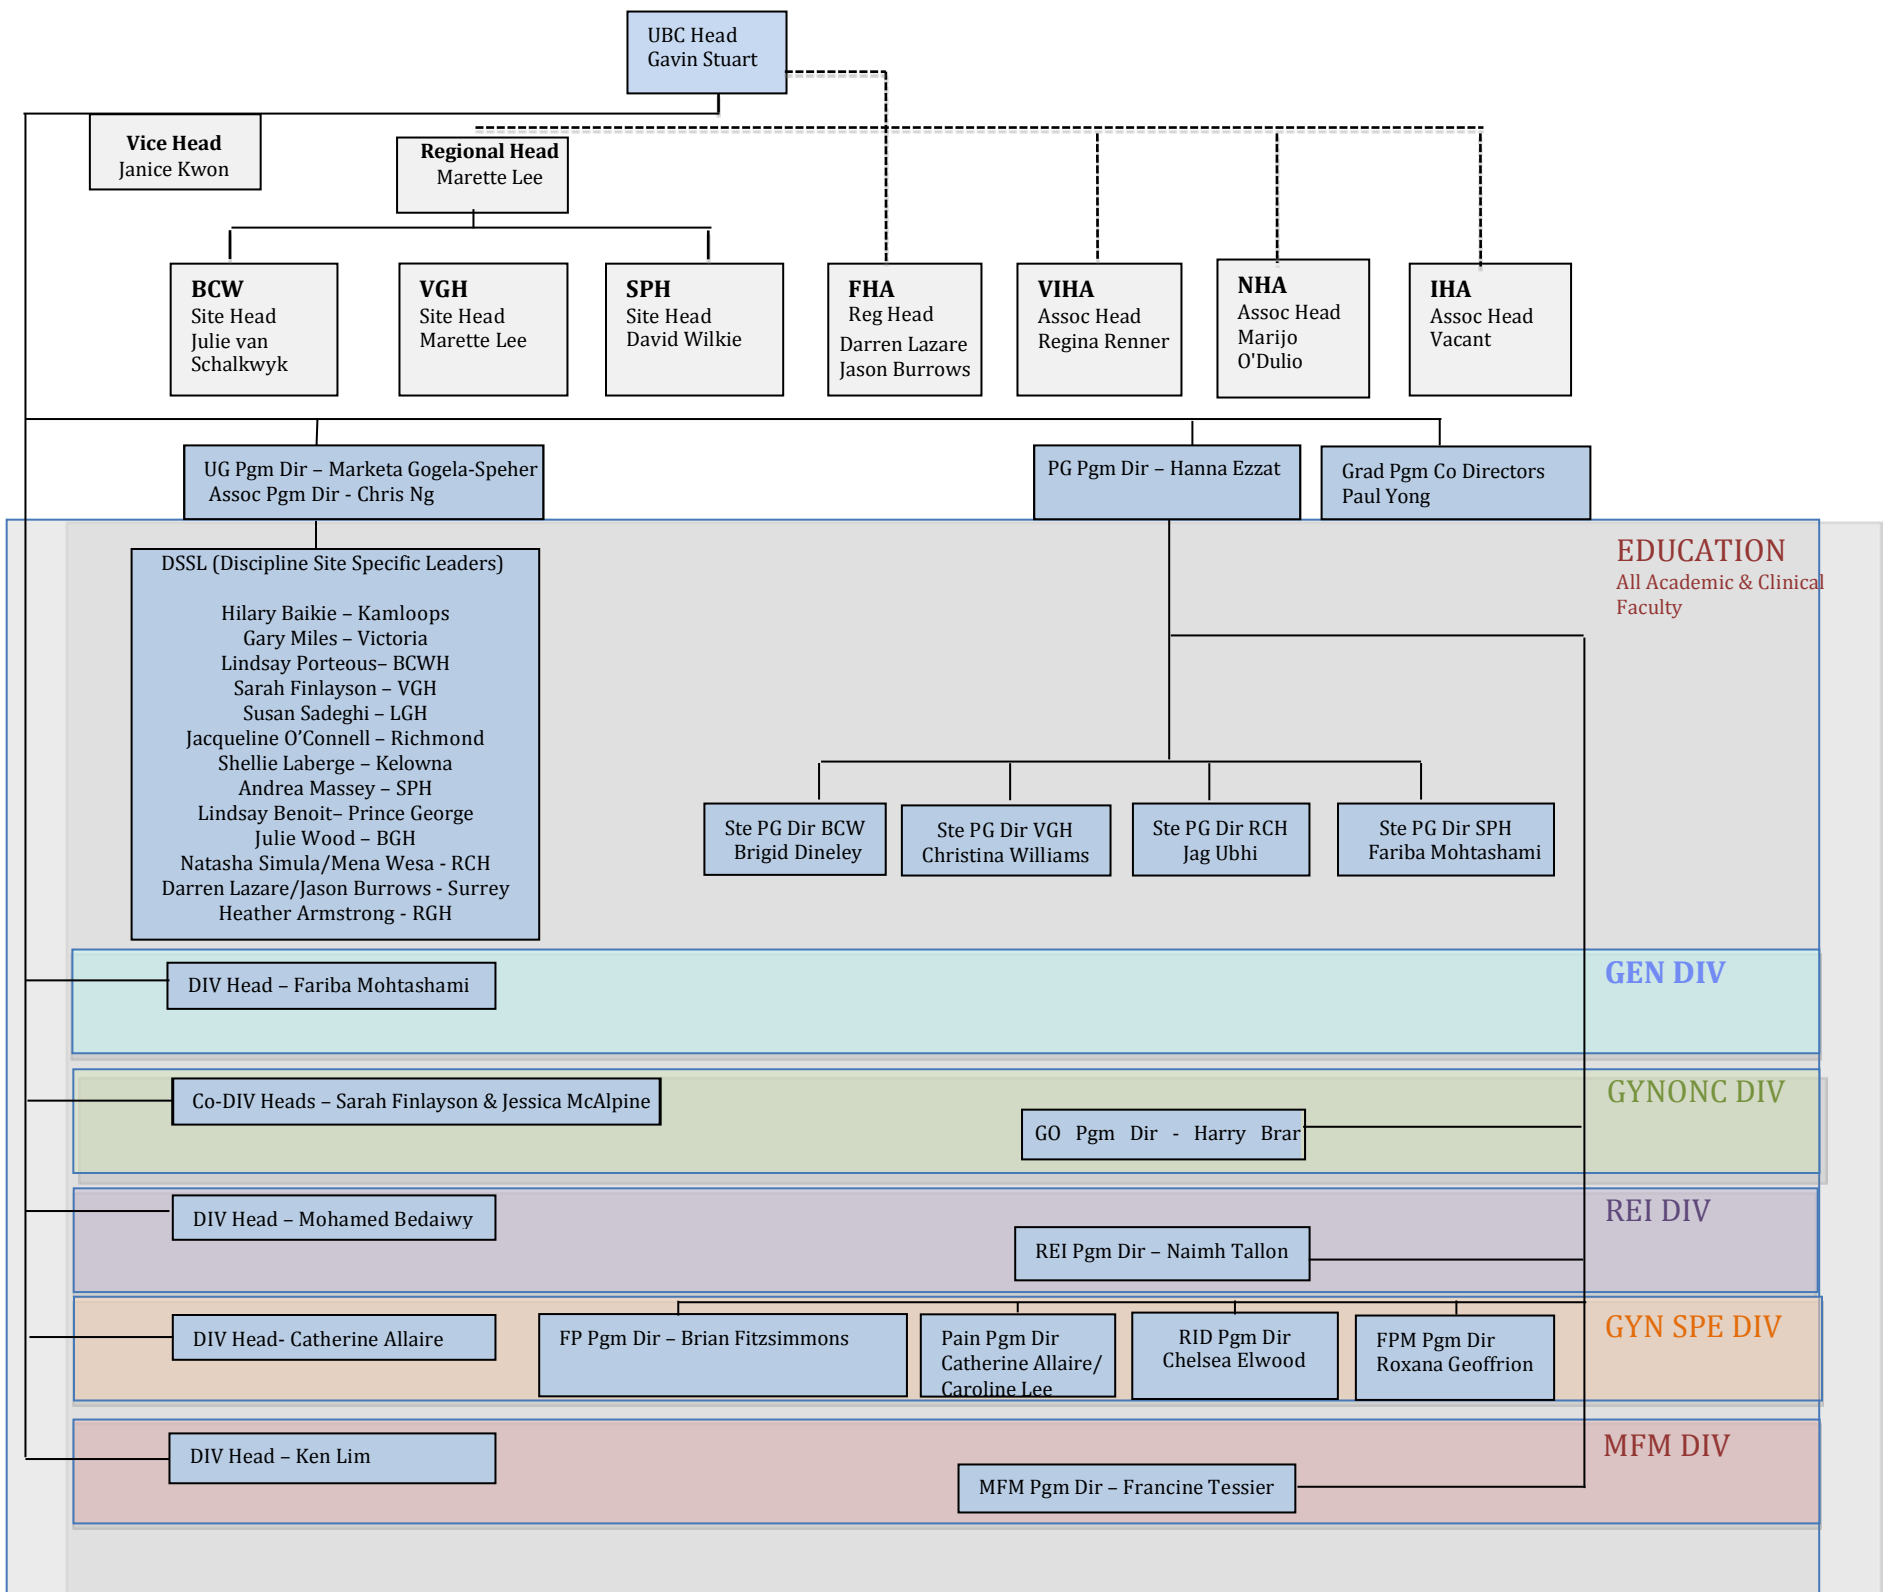 UBC Head
Gavin Stuart
Vice Head
Janice Kwon
Regional Head
Marette Lee
BCW
Site Head
Julie van
Schalkwyk
VGH
Site Head
Marette Lee
SPH
Site Head
David Wilkie
FHA
Reg Head
Darren Lazare
Jason Burrows
VIHA
Assoc Head
Regina Renner
NHA
Assoc Head
Marijo
O'Dulio
IHA
Assoc Head
Vacant
UG Pgm Dir – Marketa Gogela-Speher
Assoc Pgm Dir - Chris Ng
PG Pgm Dir – Hanna Ezzat
Grad Pgm Co Directors
Paul Yong
EDUCATION
All Academic & Clinical
Faculty
DSSL (Discipline Site Specific Leaders)
Hilary Baikie – Kamloops
Gary Miles – Victoria
Lindsay Porteous– BCWH
Sarah Finlayson – VGH
Susan Sadeghi – LGH
Jacqueline O’Connell – Richmond
Shellie Laberge – Kelowna
Andrea Massey – SPH
Lindsay Benoit– Prince George
Julie Wood – BGH
Natasha Simula/Mena Wesa - RCH
Darren Lazare/Jason Burrows - Surrey
Heather Armstrong - RGH
Ste PG Dir BCW
Brigid Dineley
Ste PG Dir VGH
Christina Williams
Ste PG Dir RCH
Jag Ubhi
Ste PG Dir SPH
Fariba Mohtashami
GEN DIV
DIV Head – Fariba Mohtashami
GYNONC DIV
Co-DIV Heads – Sarah Finlayson & Jessica McAlpine
GO Pgm Dir - Harry Brar
REI DIV
DIV Head – Mohamed Bedaiwy
REI Pgm Dir – Naimh Tallon
GYN SPE DIV
DIV Head- Catherine Allaire
FP Pgm Dir – Brian Fitzsimmons
Pain Pgm Dir
Catherine Allaire/
Caroline Lee
RID Pgm Dir
Chelsea Elwood
FPM Pgm Dir
Roxana Geoffrion
MFM DIV
DIV Head – Ken Lim
MFM Pgm Dir – Francine Tessier